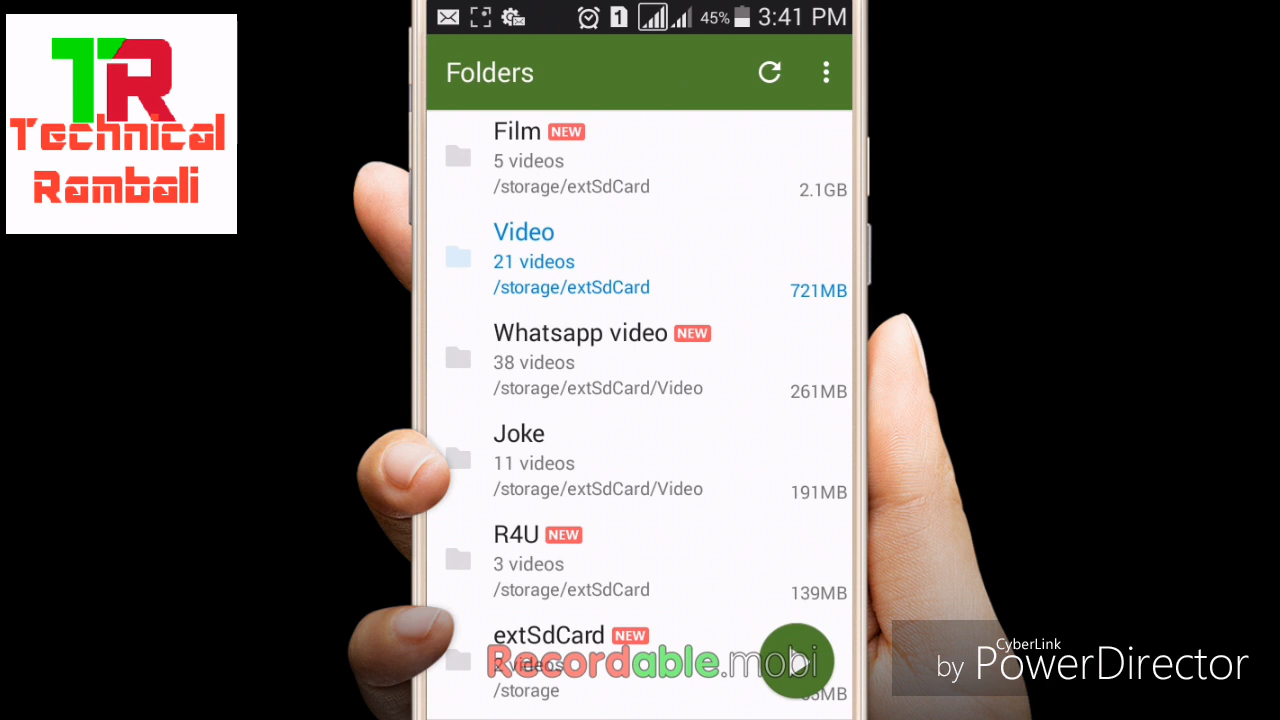 TR
Technical
Rambali
1 45% 3:41 PM
Folders
Film NEW
5 videos
/storage/extSdCard
2.1GB
Video
21 videos
/storage/extSdCard
721MB
Whatsapp video NEW
38 videos
/storage/extSdCard/Video
261MB
Joke
11 videos
/storage/extSdCard/Video
191MB
R4U NEW
3 videos
/storage/extSdCard
139MB
extSdCard NEW
2 videos
/storage
Recordable.mobi
CyberLink
by PowerDirector